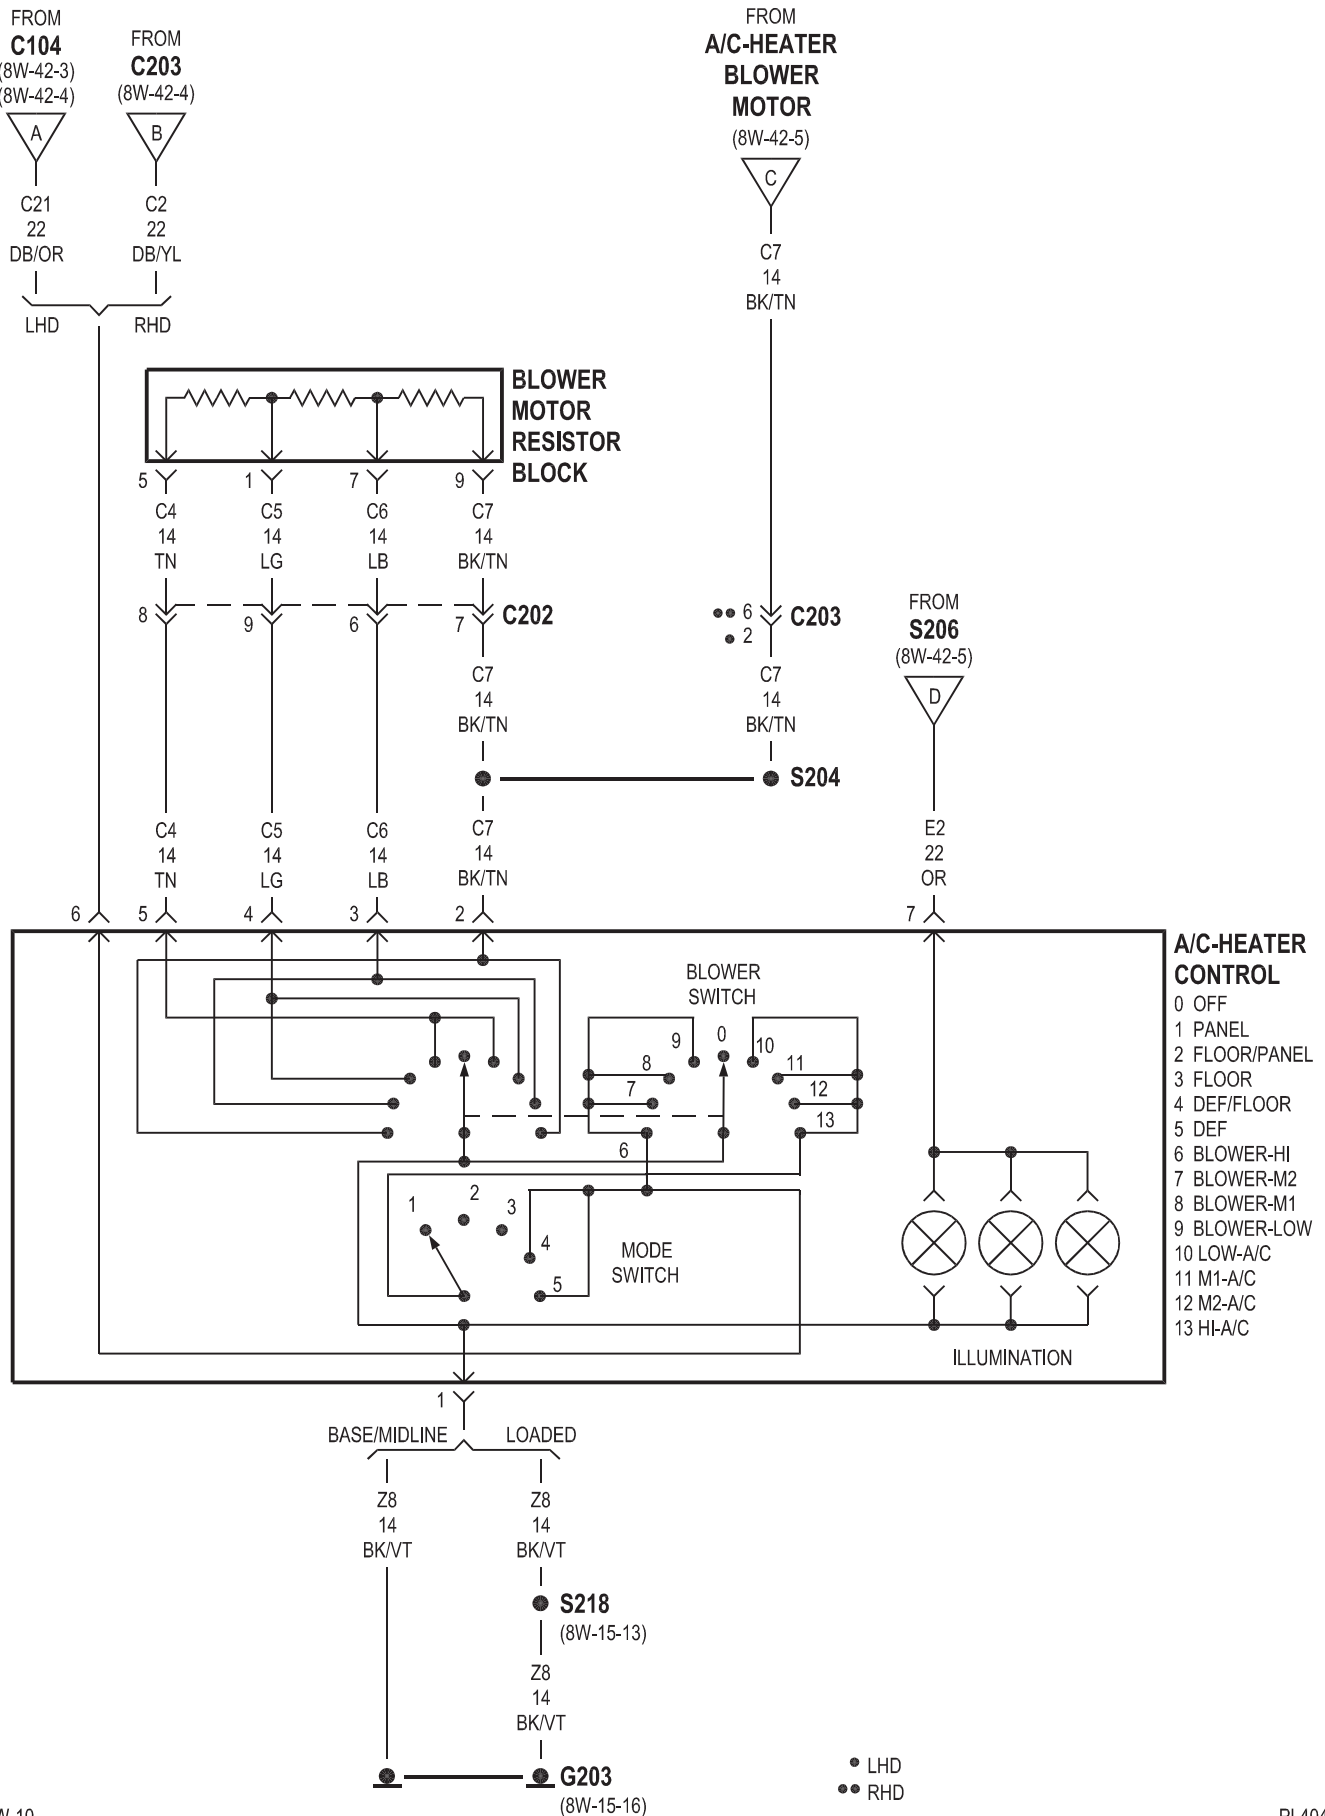 FROM
C104
(8W-42-3)
(8W-42-4)
A
C21
22
DB/OR
LHD
FROM
C203
(8W-42-4)
B
C2
22
DB/YL
RHD
FROM
A/C-HEATER
BLOWER
MOTOR
(8W-42-5)
C
C7
14
BK/TN
BLOWER
MOTOR
RESISTOR
BLOCK
5 1 7 9
C4 C5 C6 C7
14 14 14 14
TN LG LB BK/TN
8 9 6 7 C202
6 C203
2
C7
14
BK/TN
C7
14
BK/TN
S204
FROM
S206
(8W-42-5)
D
E2
22
OR
C4 C5 C6 C7
14 14 14 14
TN LG LB BK/TN
6 5 4 3 2 7
BLOWER
SWITCH
0
9 10
8 11
7 12
6 13
1 2 3
4
5
MODE
SWITCH
ILLUMINATION
A/C-HEATER
CONTROL
0 OFF
1 PANEL
2 FLOOR/PANEL
3 FLOOR
4 DEF/FLOOR
5 DEF
6 BLOWER-HI
7 BLOWER-M2
8 BLOWER-M1
9 BLOWER-LOW
10 LOW-A/C
11 M1-A/C
12 M2-A/C
13 HI-A/C
1
BASE/MIDLINE LOADED
Z8 Z8
14 14
BK/VT BK/VT
S218
(8W-15-13)
Z8
14
BK/VT
G203
(8W-15-16)
LHD
RHD